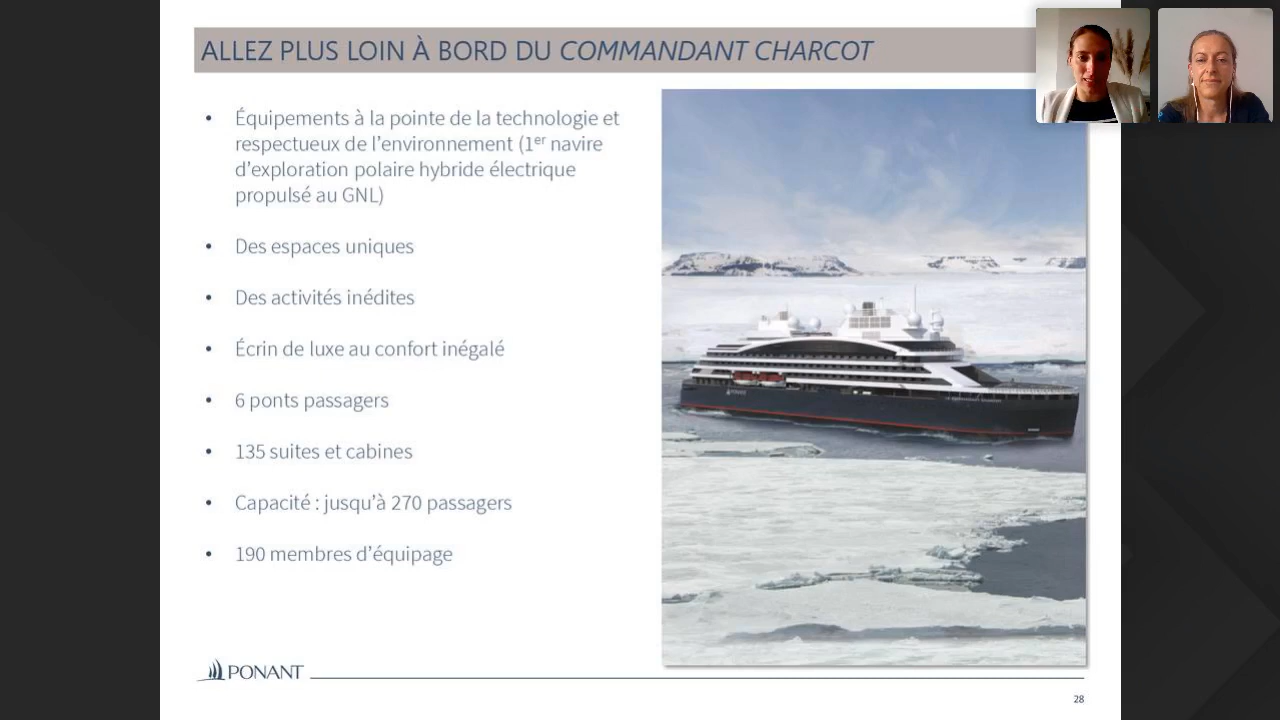 ALLEZ PLUS LOIN À BORD DU COMMANDANT CHARCOT
• Équipements à la pointe de la technologie et
respectueux de l’environnement (1er navire
d’exploration polaire hybride électrique
propulsé au GNL)
• Des espaces uniques
• Des activités inédites
• Écrin de luxe au confort inégalé
• 6 ponts passagers
• 135 suites et cabines
• Capacité : jusqu’à 270 passagers
• 190 membres d’équipage
PONANT
28